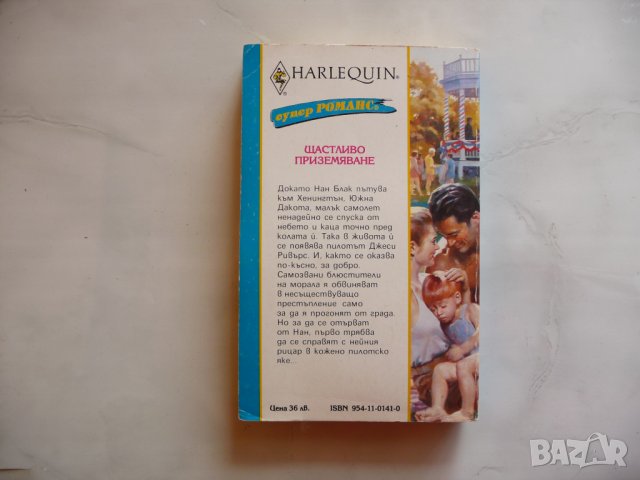 HARLEQUIN®
супер РОМАНС®
ЩАСТЛИВО
ПРИЗЕМЯВАНЕ
Докато Нан Блак пътува
към Хенингтън, Южна
Дакота, малък самолет
ненадейно се спуска от
небето и каца точно пред
колата ѝ. Така в живота ѝ
се появява пилотът Джеси
Ривърс. И, както се оказва
по-късно, за добро.
Самозвани блюстители
на морала я обвиняват
в несъществуващо
престъпление само
за да я прогонят от града.
Но за да се отърват
от Нан, първо трябва
да се справят с нейния
рицар в кожено пилотско
яке...
Цена 36 лв. ISBN 954-11-0141-0
BAZAR